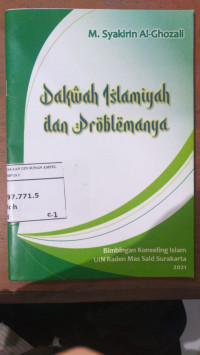 M. Syakirin Al-Ghozali
Dakwah Islamiyah
dan Problemanya
97.771.5
k h
c-1
Bimbingan Konseling Islam
UIN Raden Mas Said Surakarta
2021